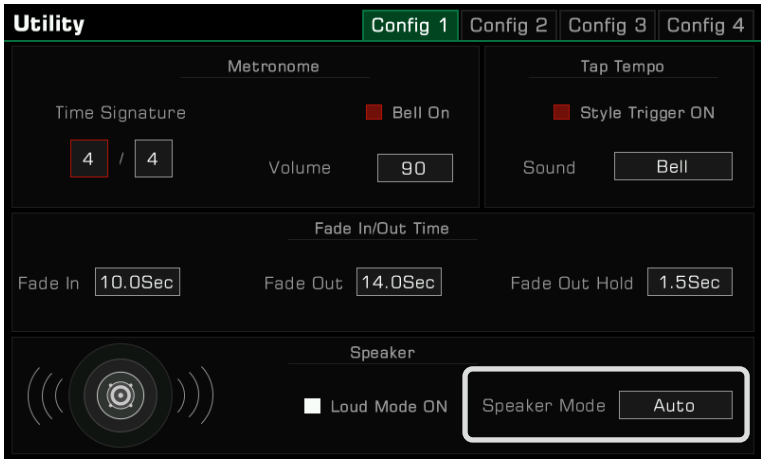 Utility
Config 1 Config 2 Config 3 Config 4
Metronome
Time Signature
4 / 4
Bell On
Volume 90
Tap Tempo
Style Trigger ON
Sound Bell
Fade In/Out Time
Fade In 10.0Sec
Fade Out 14.0Sec
Fade Out Hold 1.5Sec
Speaker
Loud Mode ON
Speaker Mode Auto